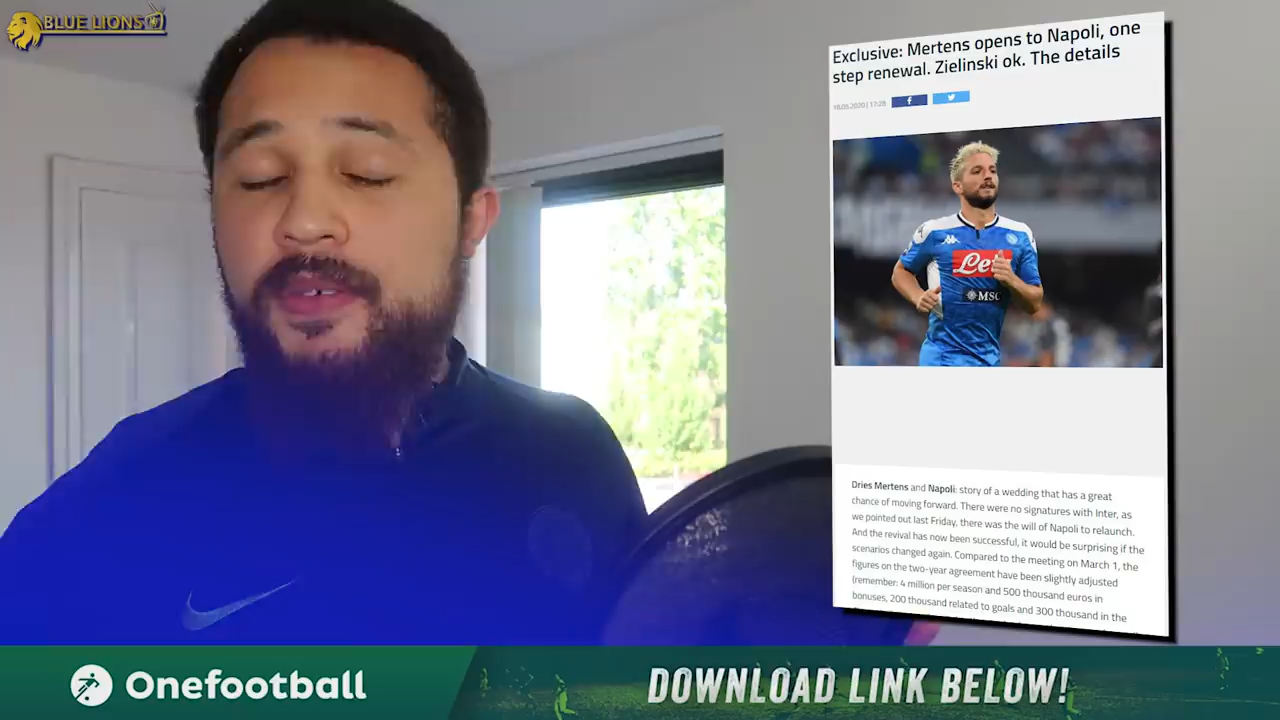 BLUE LIONS TV
Exclusive: Mertens opens to Napoli, one
step renewal. Zielinski ok. The details
18.05.2020 | 17:28
Let
MSC
Dries Mertens and Napoli: story of a wedding that has a great
chance of moving forward. There were no signatures with Inter, as
we pointed out last Friday, there was the will of Napoli to relaunch.
And the revival has now been successful, it would be surprising if the
scenarios changed again. Compared to the meeting on March 1, the
figures on the two-year agreement have been slightly adjusted
(remember: 4 million per season and 500 thousand euros in
bonuses, 200 thousand related to goals and 300 thousand in the
Onefootball
DOWNLOAD LINK BELOW!